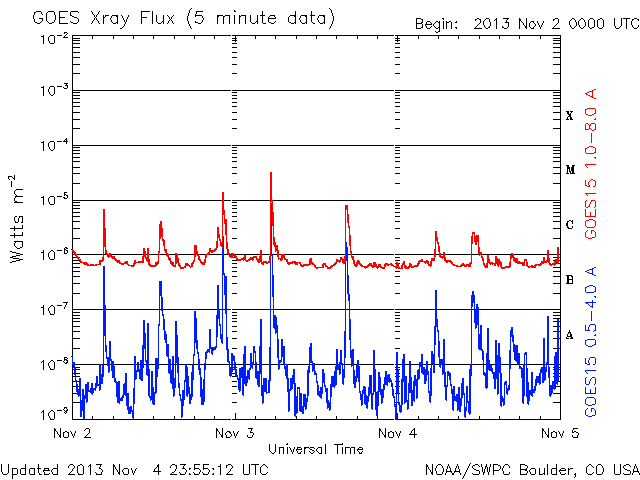 GOES Xray Flux (5 minute data)
Begin: 2013 Nov 2 0000 UTC
10⁻²
10⁻³
10⁻⁴
10⁻⁵
10⁻⁶
10⁻⁷
10⁻⁸
10⁻⁹
Watts m⁻²
X
M
C
B
A
GOES15 1.0-8.0 A
GOES15 0.5-4.0 A
Nov 2
Nov 3
Nov 4
Nov 5
Universal Time
Updated 2013 Nov 4 23:55:12 UTC
NOAA/SWPC Boulder, CO USA